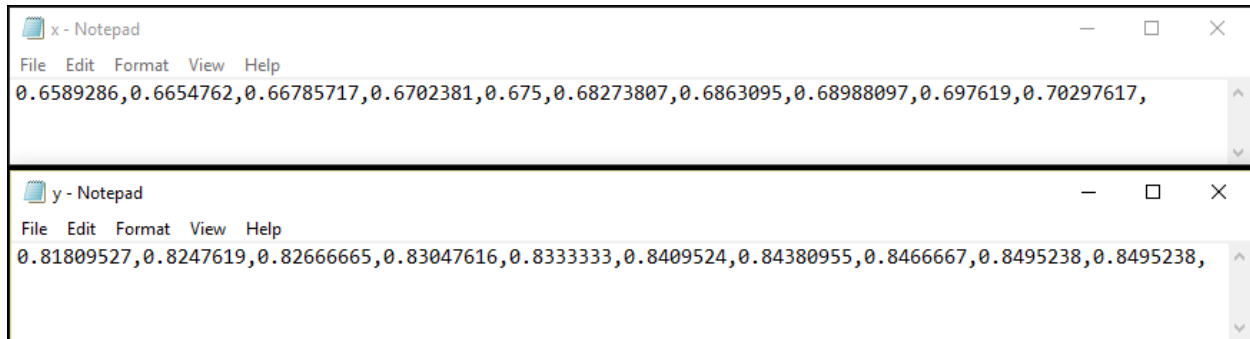 x - Notepad
File Edit Format View Help
0.6589286,0.6654762,0.66785717,0.6702381,0.675,0.68273807,0.6863095,0.68988097,0.697619,0.70297617,
y - Notepad
File Edit Format View Help
0.81809527,0.8247619,0.82666665,0.83047616,0.8333333,0.8409524,0.84380955,0.8466667,0.8495238,0.8495238,